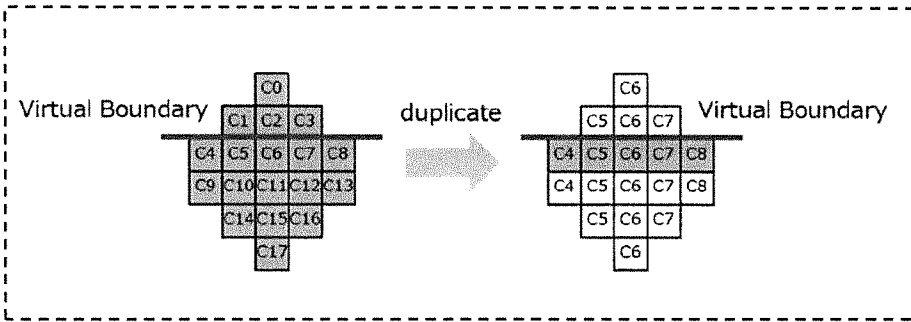 C0 C6
Virtual Boundary duplicate Virtual Boundary
C1 C2 C3 C5 C6 C7
C4 C5 C6 C7 C8 C4 C5 C6 C7 C8
C9 C10 C11 C12 C13 C4 C5 C6 C7 C8
C14 C15 C16 C5 C6 C7
C17 C6